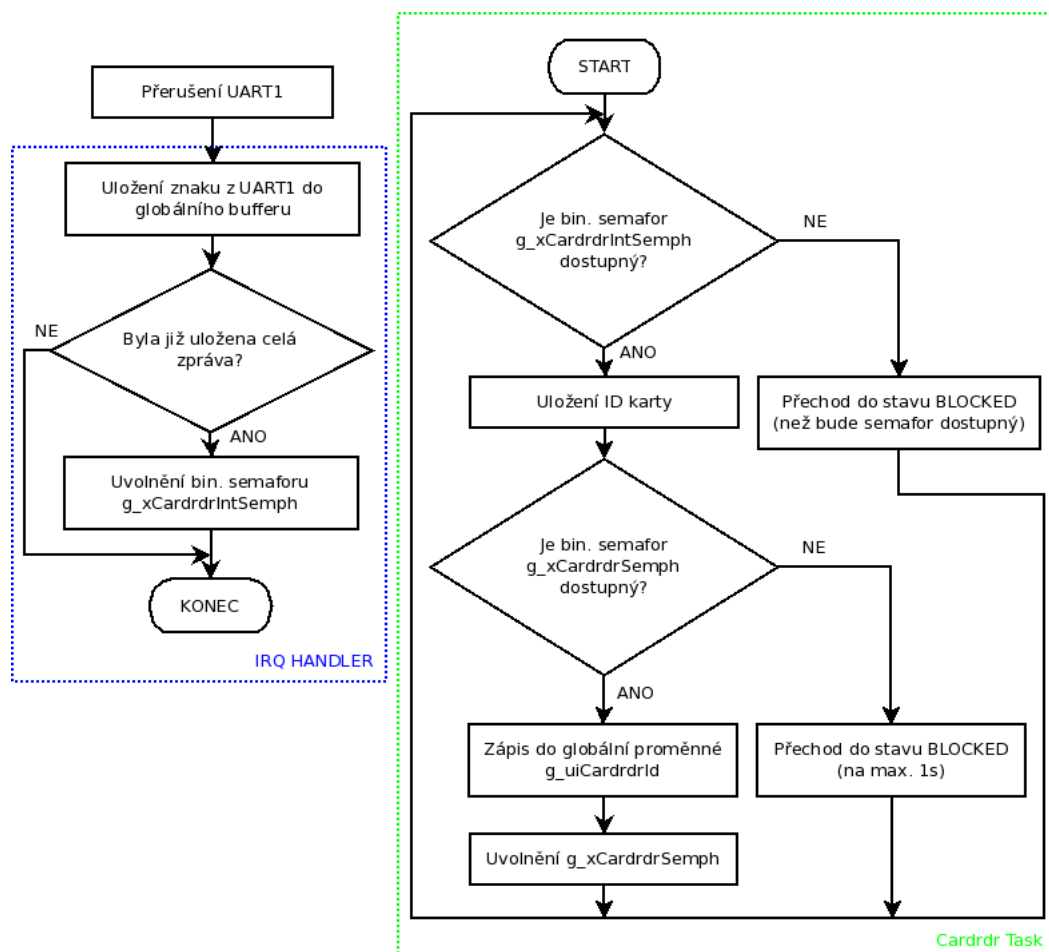 Přerušení UART1
Uložení znaku z UART1 do
globálního bufferu
Byla již uložena celá
zpráva?
NE
ANO
Uvolnění bin. semaforu
g_xCardrdrIntSemph
KONEC
IRQ HANDLER
START
Je bin. semafor
g_xCardrdrIntSemph
dostupný?
NE
ANO
Uložení ID karty
Přechod do stavu BLOCKED
(než bude semafor dostupný)
Je bin. semafor
g_xCardrdrSemph
dostupný?
NE
ANO
Zápis do globální proměnné
g_uiCardrdrId
Přechod do stavu BLOCKED
(na max. 1s)
Uvolnění g_xCardrdrSemph
Cardrdr Task